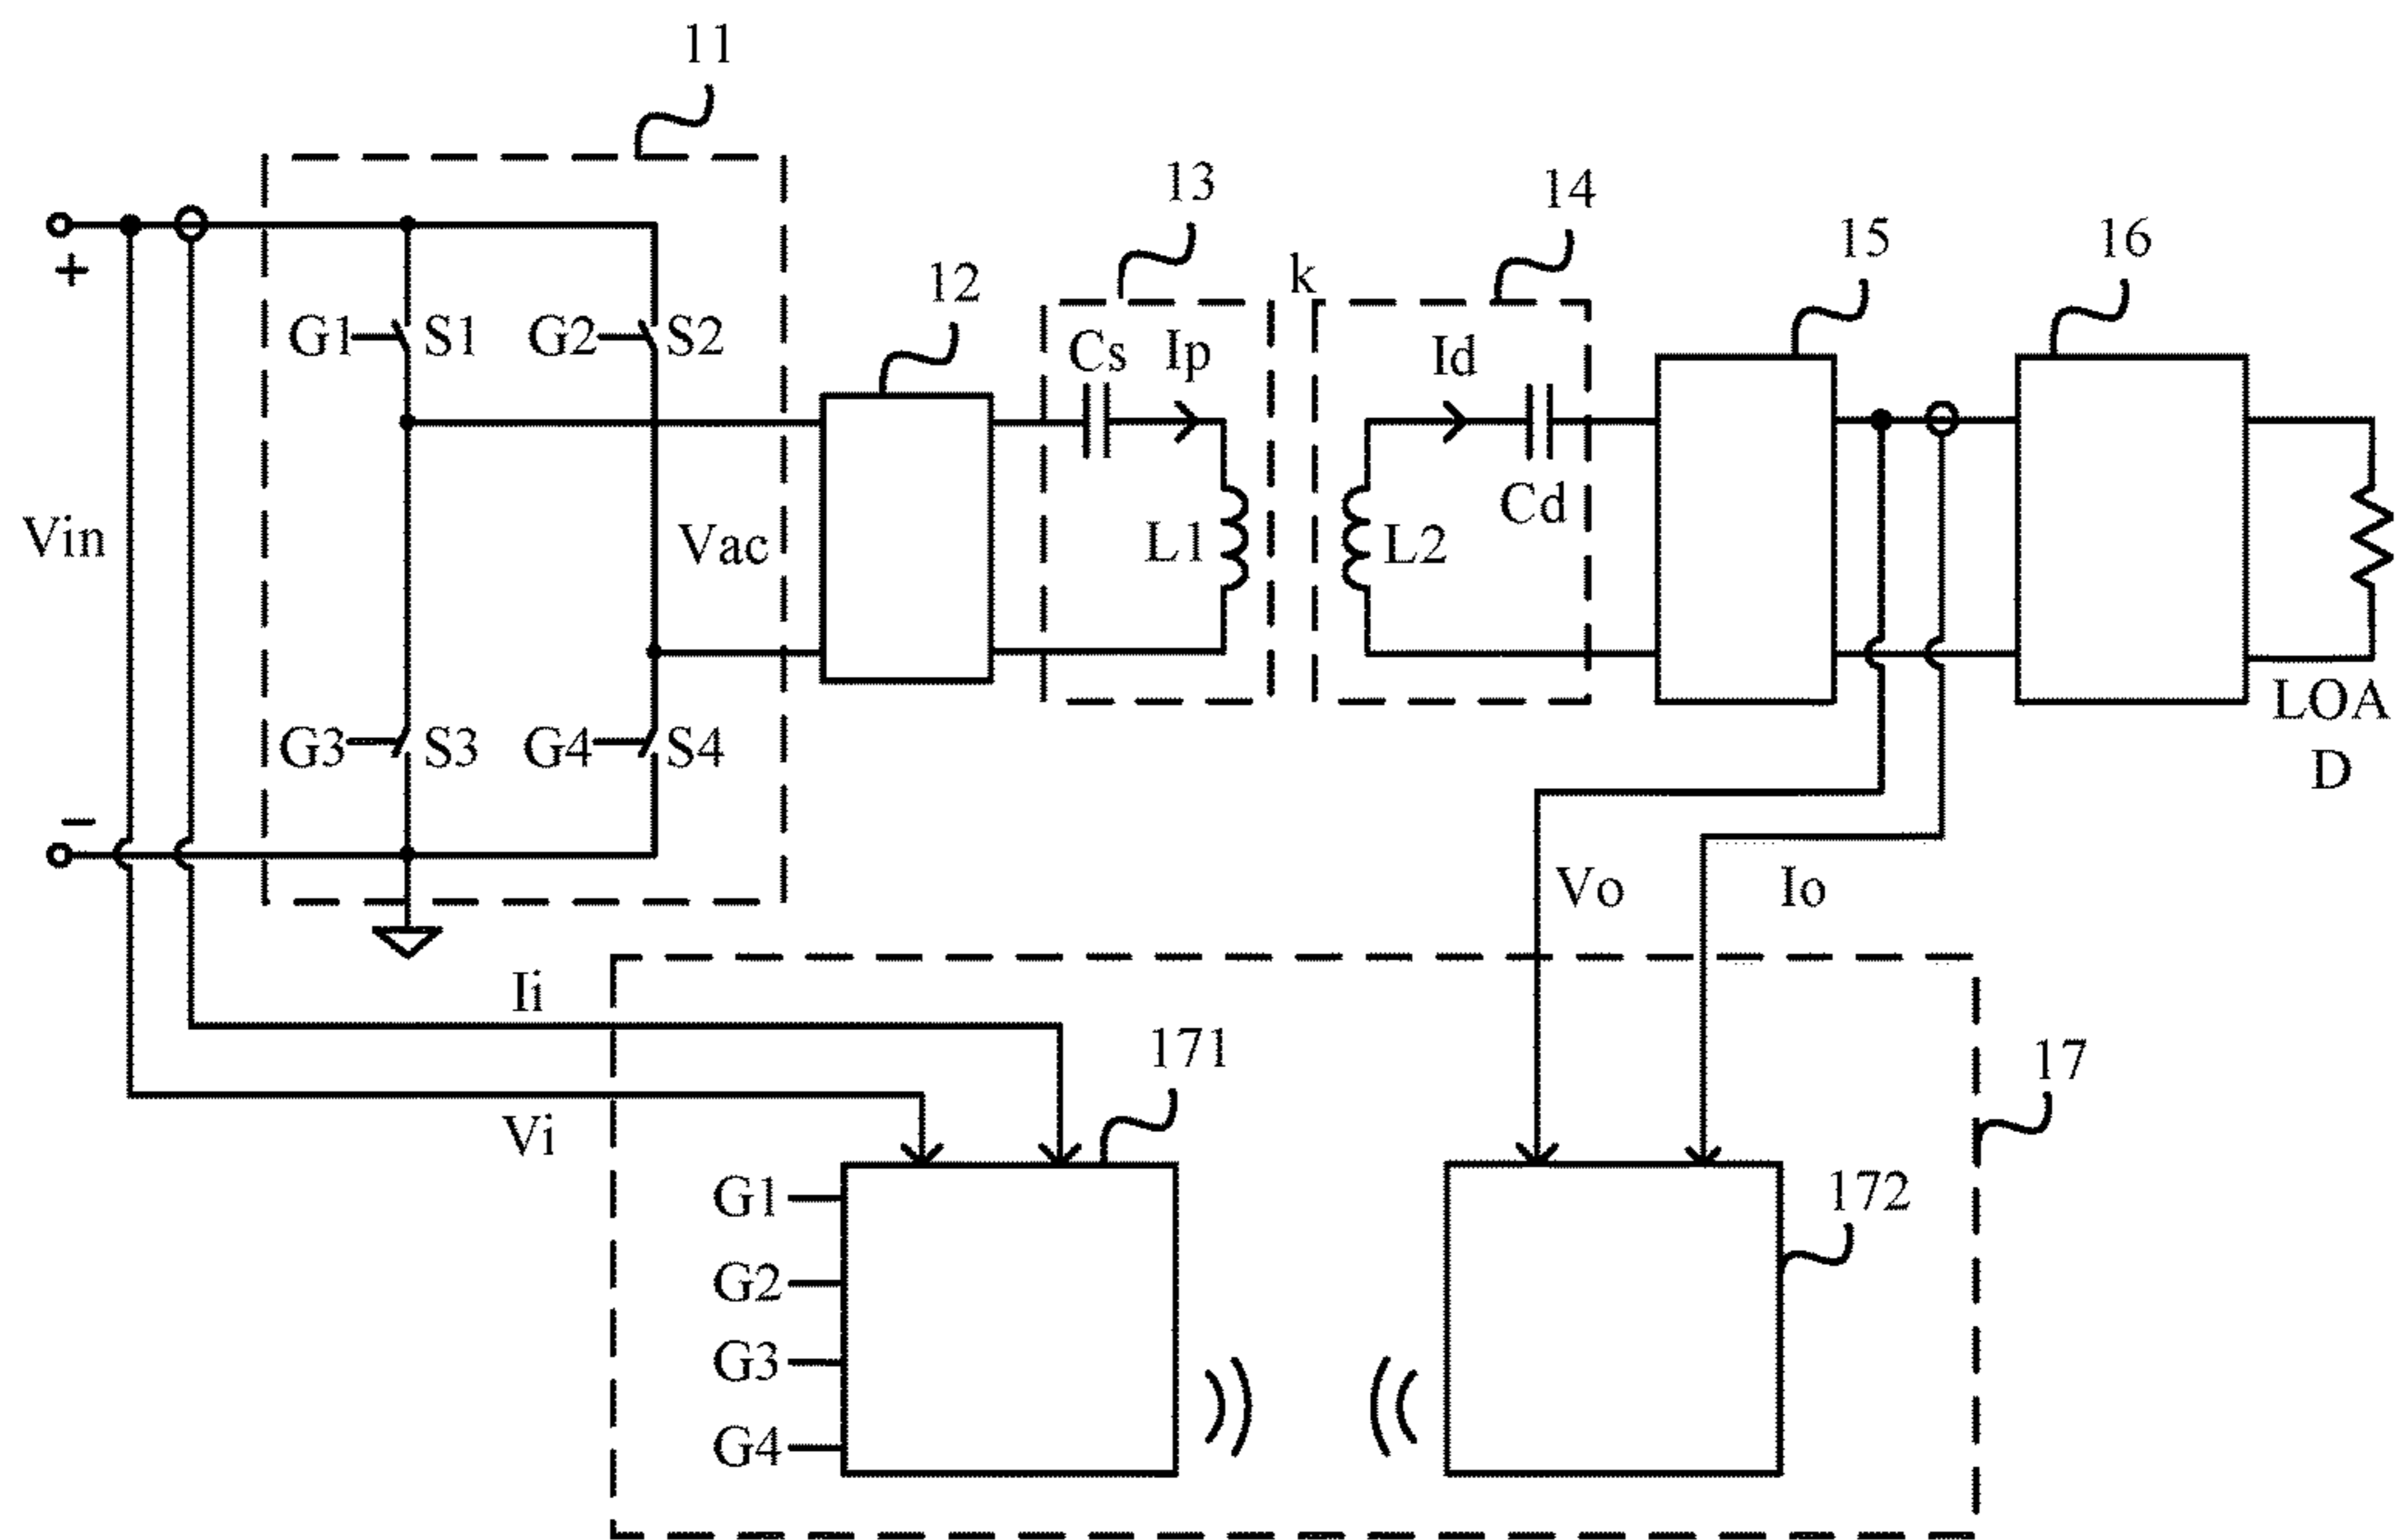 11
13
14
15
16
12
k
+
G1
S1
G2
S2
Cs
Ip
Id
Vin
Vac
L1
L2
Cd
G3
S3
G4
S4
LOA
D
−
Vo
Io
Ii
171
17
Vi
172
G1
G2
G3
G4